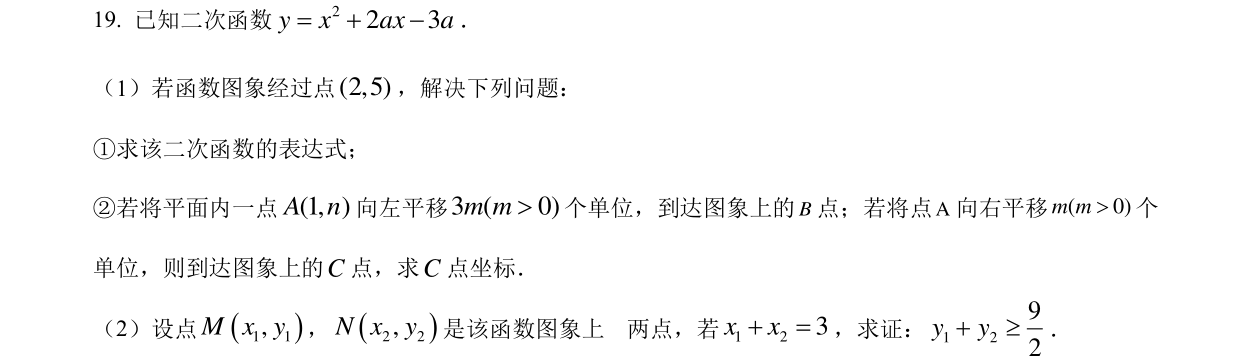 19. 已知二次函数 y = x² + 2ax − 3a .
（1）若函数图象经过点 (2,5) ，解决下列问题：
①求该二次函数的表达式；
②若将平面内一点 A(1,n) 向左平移 3m(m > 0) 个单位，到达图象上的 B 点；若将点 A 向右平移 m(m > 0) 个
单位，则到达图象上的 C 点，求 C 点坐标．
（2）设点 M(x₁, y₁)， N(x₂, y₂) 是该函数图象上 两点，若 x₁ + x₂ = 3 ，求证： y₁ + y₂ ≥ 9/2 ．